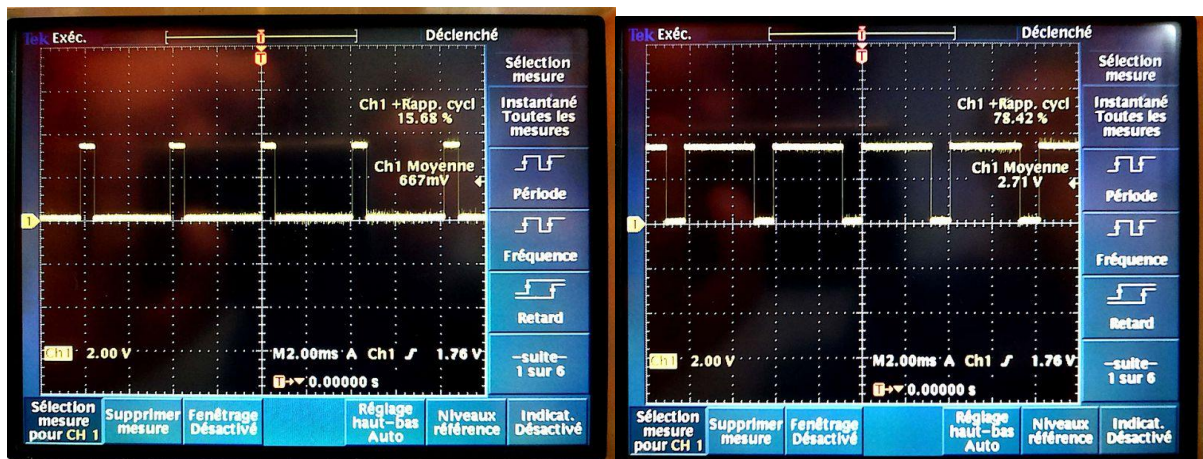 Tek Exéc.
Déclenché
Sélection
mesure
Ch1 +Rapp. cycl
15.68 %
Instantané
Toutes les
mesures
Ch1 Moyenne
667mV
Période
Fréquence
Retard
Ch1 2.00 V
M2.00ms A Ch1 1.76 V
0.00000 s
-suite-
1 sur 6
Sélection
mesure
pour CH 1
Supprimer
mesure
Fenêtrage
Désactivé
Réglage
haut-bas
Auto
Niveaux
référence
Indicat.
Désactivé
Tek Exéc.
Déclenché
Sélection
mesure
Ch1 +Rapp. cycl
78.42 %
Instantané
Toutes les
mesures
Ch1 Moyenne
2.71 V
Période
Fréquence
Retard
Ch1 2.00 V
M2.00ms A Ch1 1.76 V
0.00000 s
-suite-
1 sur 6
Sélection
mesure
pour CH 1
Supprimer
mesure
Fenêtrage
Désactivé
Réglage
haut-bas
Auto
Niveaux
référence
Indicat.
Désactivé